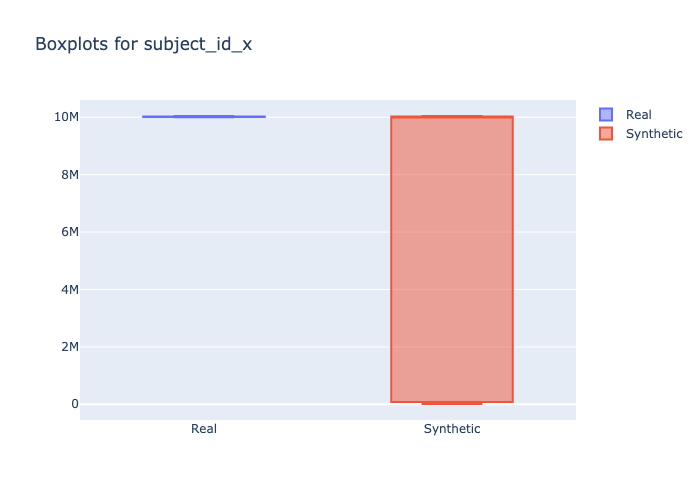 Boxplots for subject_id_x
10M
8M
6M
4M
2M
0
Real
Synthetic
Real
Synthetic